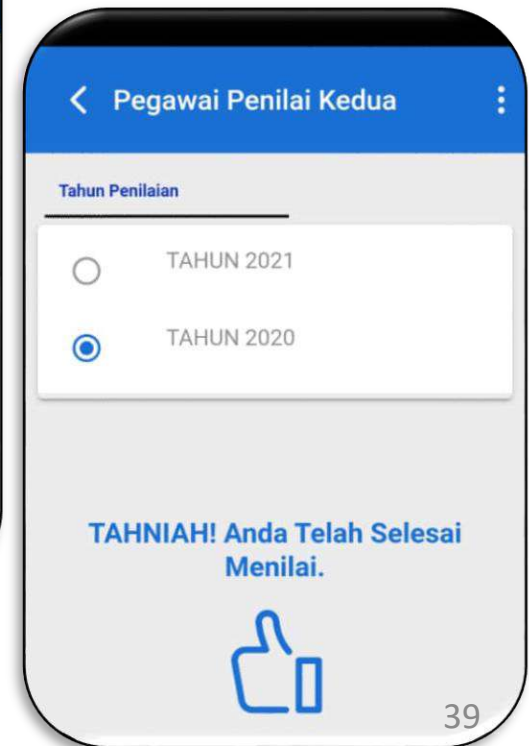 Pegawai Penilai Kedua
Tahun Penilaian
TAHUN 2021
TAHUN 2020
TAHNIAH! Anda Telah Selesai
Menilai.
39